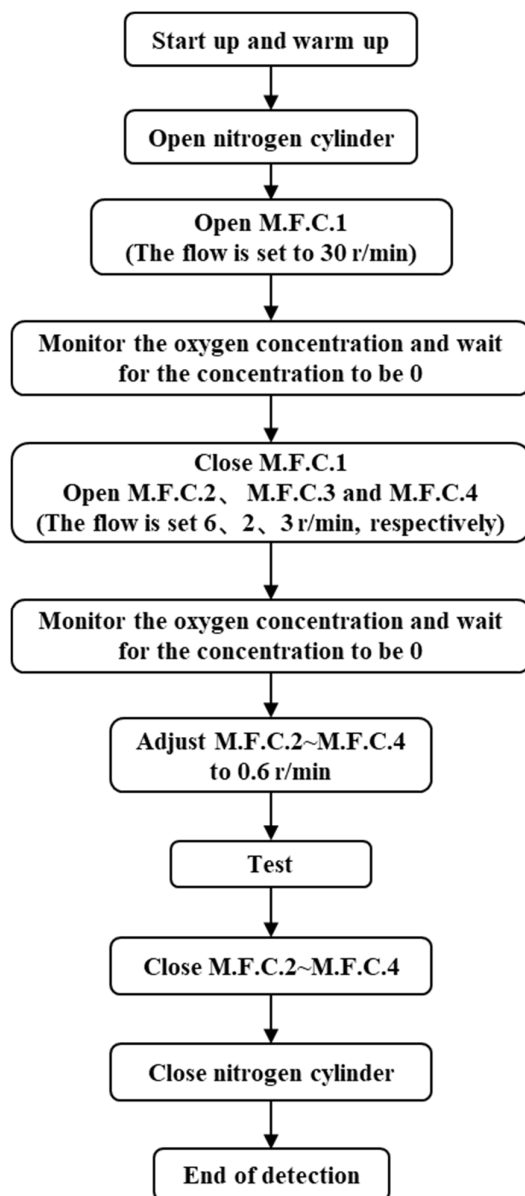 Start up and warm up
Open nitrogen cylinder
Open M.F.C.1
(The flow is set to 30 r/min)
Monitor the oxygen concentration and wait
for the concentration to be 0
Close M.F.C.1
Open M.F.C.2、 M.F.C.3 and M.F.C.4
(The flow is set 6、2、3 r/min, respectively)
Monitor the oxygen concentration and wait
for the concentration to be 0
Adjust M.F.C.2~M.F.C.4
to 0.6 r/min
Test
Close M.F.C.2~M.F.C.4
Close nitrogen cylinder
End of detection